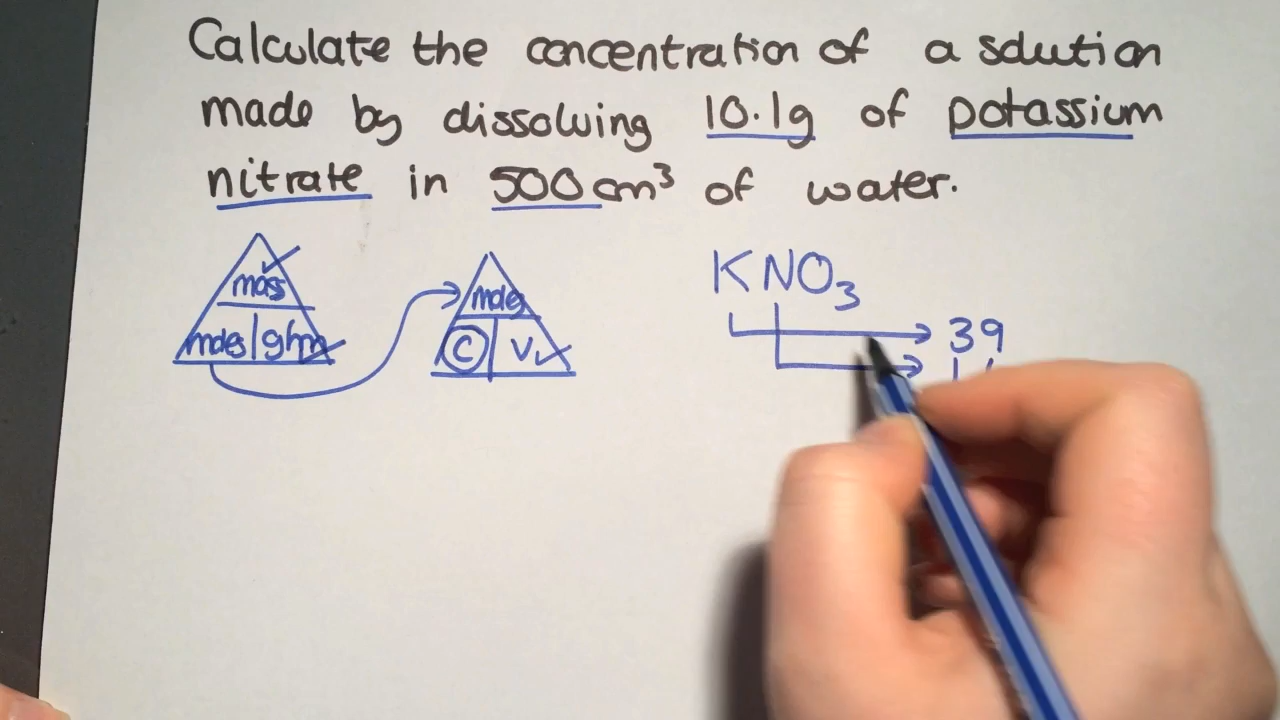 Calculate the concentration of a solution
made by dissolving 10.1g of potassium
nitrate in 500cm³ of water.
mass
moles gfm
moles
C V
KNO₃
39